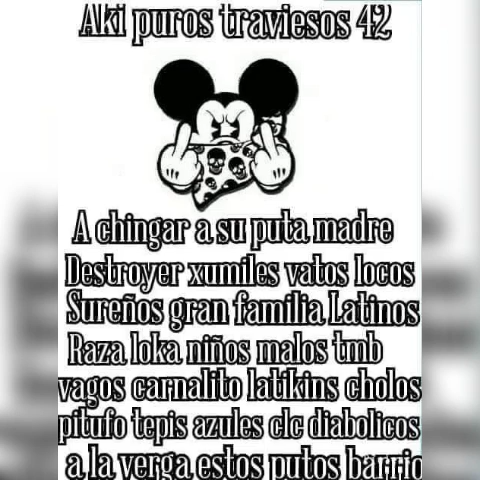 Aki puros traviesos 42
A chingar a su puta madre
Destroyer xumiles vatos locos
Sureños gran familia Latinos
Raza loka niños malos tmb
vagos carnalito latikins cholos
pitufo tepis azules clc diabolicos
a la verga estos putos barrio